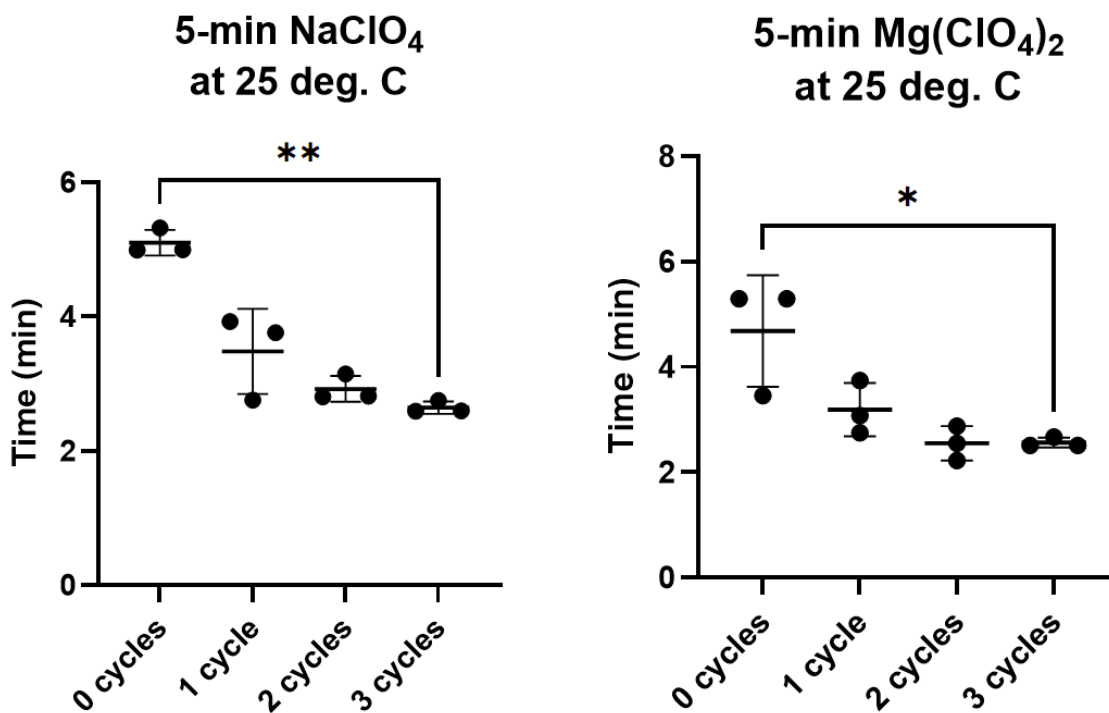 5-min NaClO₄
at 25 deg. C
**
6
4
2
0
Time (min)
0 cycles
1 cycle
2 cycles
3 cycles
5-min Mg(ClO₄)₂
at 25 deg. C
*
8
6
4
2
0
Time (min)
0 cycles
1 cycle
2 cycles
3 cycles